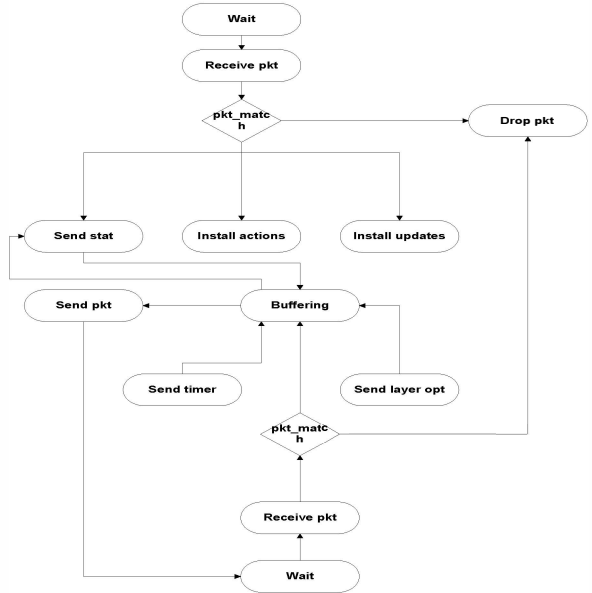 Wait
Receive pkt
pkt_matc
h
Drop pkt
Send stat
Install actions
Install updates
Send pkt
Buffering
Send timer
Send layer opt
pkt_matc
h
Receive pkt
Wait